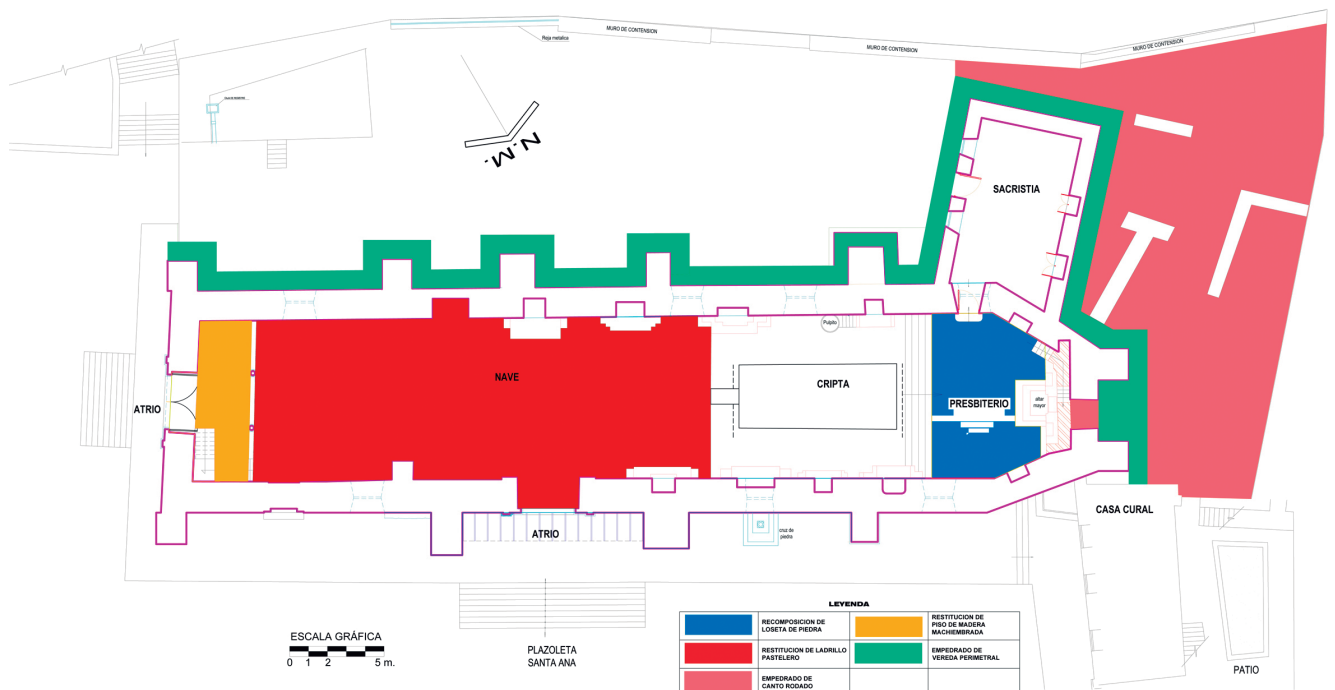 Reja metalica
MURO DE CONTENSION
MURO DE CONTENSION
MURO DE CONTENSION
N.M.
SACRISTIA
ATRIO
NAVE
Pulpito
CRIPTA
PRESBITERIO
altar
mayor
ATRIO
cruz de
piedra
CASA CURAL
PATIO
PLAZOLETA
SANTA ANA
ESCALA GRÁFICA
0 1 2 5 m.
LEYENDA
RECOMPOSICION DE
LOSETA DE PIEDRA
RESTITUCION DE
PISO DE MADERA
MACHIEMBRADA
RESTITUCION DE LADRILLO
PASTELERO
EMPEDRADO DE
VEREDA PERIMETRAL
EMPEDRADO DE
CANTO RODADO